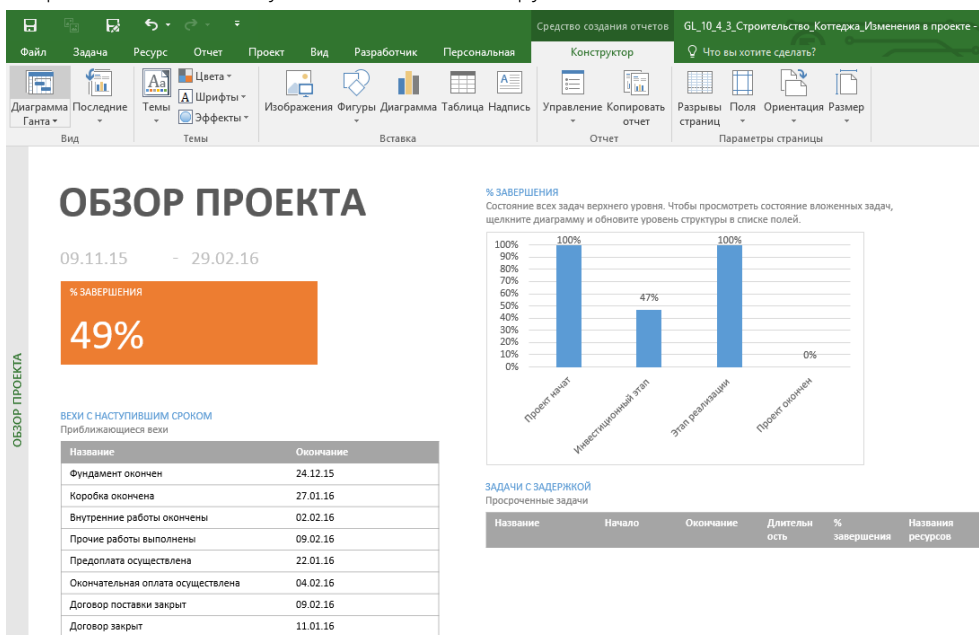 Средство создания отчетов
GL_10_4_3_Строительство_Коттеджа_Изменения в проекте -
Файл Задача Ресурс Отчет Проект Вид Разработчик Персональная Конструктор Что вы хотите сделать?
Диаграмма Ганта
Последние
Темы
Цвета
Шрифты
Эффекты
Изображения
Фигуры
Диаграмма
Таблица
Надпись
Управление
Копировать отчет
Разрывы страниц
Поля
Ориентация
Размер
Вид Темы Вставка Отчет Параметры страницы
ОБЗОР ПРОЕКТА
ОБЗОР ПРОЕКТА
09.11.15 - 29.02.16
% ЗАВЕРШЕНИЯ
49%
ВЕХИ С НАСТУПИВШИМ СРОКОМ
Приближающиеся вехи
Название Окончание
Фундамент окончен 24.12.15
Коробка окончена 27.01.16
Внутренние работы окончены 02.02.16
Прочие работы выполнены 09.02.16
Предоплата осуществлена 22.01.16
Окончательная оплата осуществлена 04.02.16
Договор поставки закрыт 09.02.16
Договор закрыт 11.01.16
% ЗАВЕРШЕНИЯ
Состояние всех задач верхнего уровня. Чтобы просмотреть состояние вложенных задач,
щелкните диаграмму и обновите уровень структуры в списке полей.
100%
90%
80%
70%
60%
50%
40%
30%
20%
10%
0%
100%
47%
100%
0%
Проект начат
Инвестиционный этап
Этап реализации
Проект окончен
ЗАДАЧИ С ЗАДЕРЖКОЙ
Просроченные задачи
Название Начало Окончание Длительн % Названия
ость завершения ресурсов